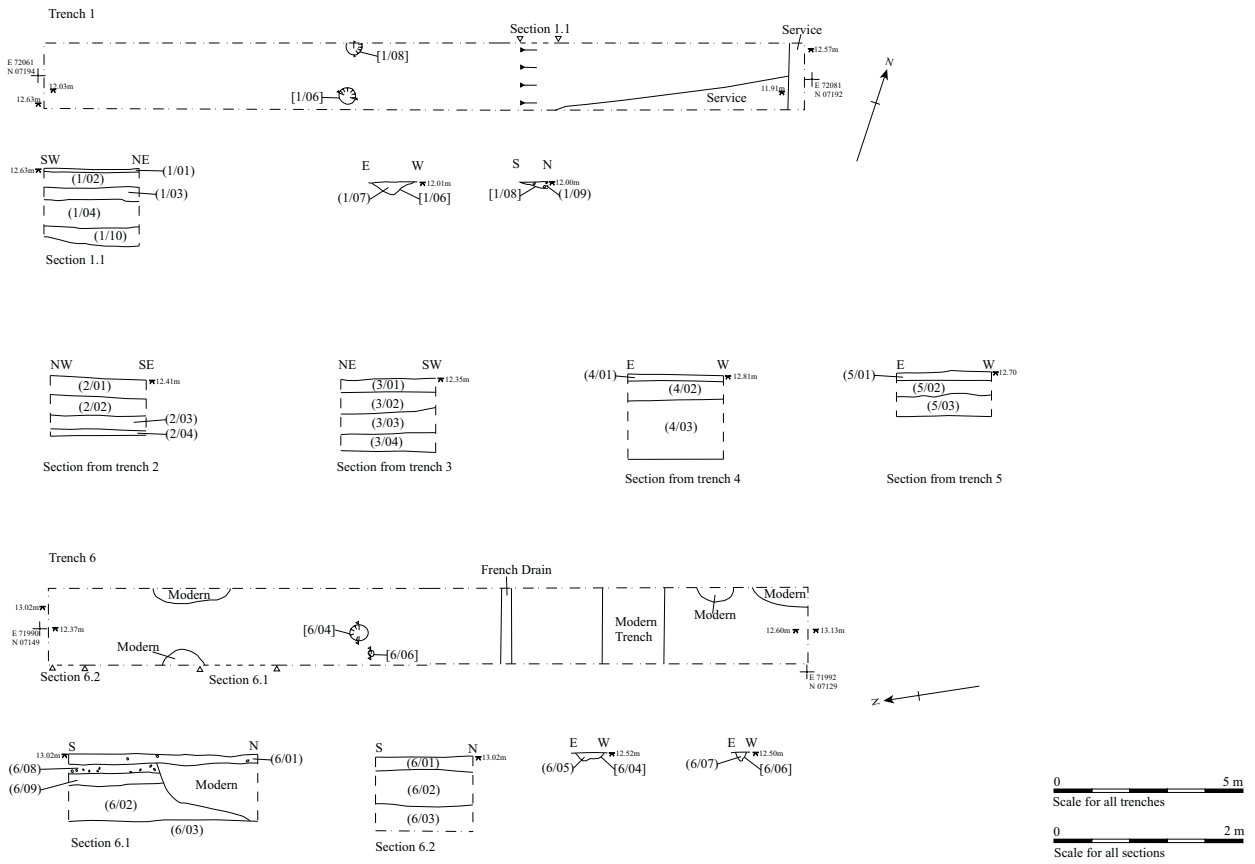 Trench 1
Section 1.1
Service
12.57m
[1/08]
E 72061
N 07194
12.03m
12.63m
[1/06]
11.91m
Service
E 72081
N 07192
N
SW NE
12.63m
(1/01)
(1/02)
(1/03)
(1/04)
(1/10)
Section 1.1
E W
12.01m
(1/07)
[1/06]
S N
12.00m
[1/08]
(1/09)
NW SE
12.41m
(2/01)
(2/02)
(2/03)
(2/04)
Section from trench 2
NE SW
12.35m
(3/01)
(3/02)
(3/03)
(3/04)
Section from trench 3
E W
(4/01)
12.81m
(4/02)
(4/03)
Section from trench 4
E W
(5/01)
12.70
(5/02)
(5/03)
Section from trench 5
Trench 6
French Drain
Modern
Modern
Modern
13.02m
E 71990
N 07149
12.37m
[6/04]
[6/06]
Modern
Modern
Trench
12.60m
13.13m
Section 6.2
Section 6.1
E 71992
N 07129
N
S N
13.02m
(6/01)
(6/08)
(6/09)
Modern
(6/02)
(6/03)
Section 6.1
S N
13.02m
(6/01)
(6/02)
(6/03)
Section 6.2
E W
12.52m
(6/05)
[6/04]
E W
12.50m
(6/07)
[6/06]
0 5 m
Scale for all trenches
0 2 m
Scale for all sections